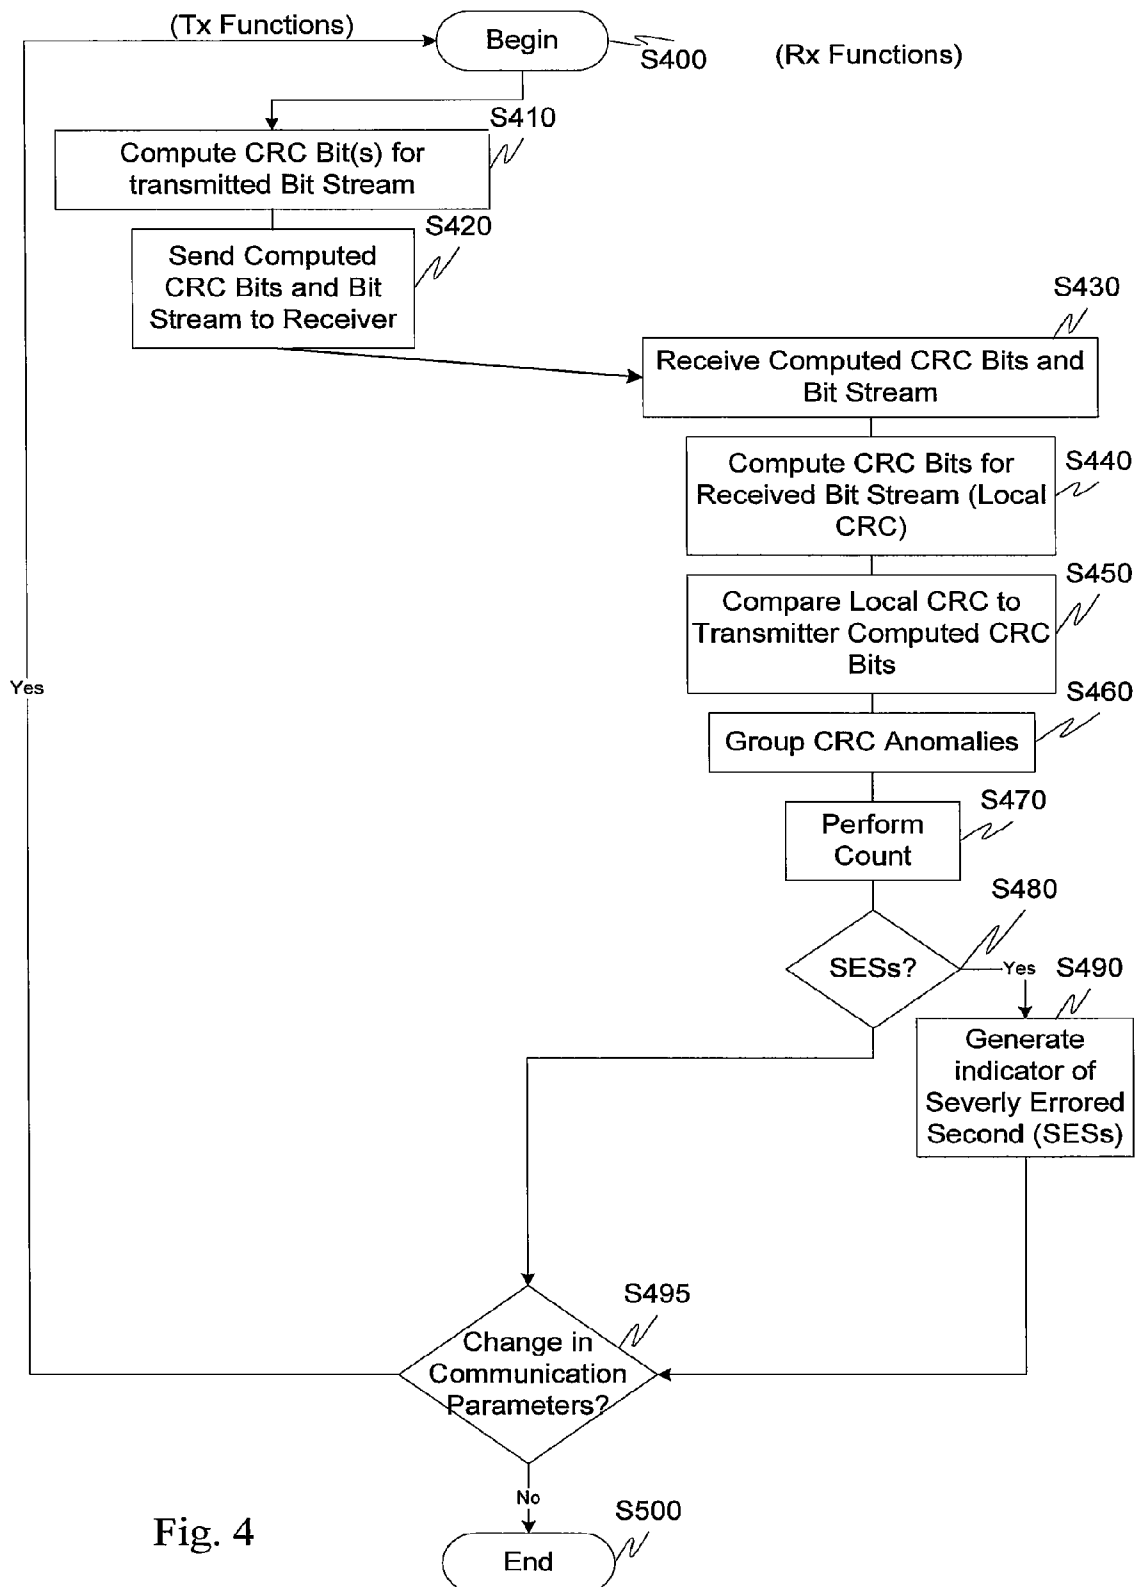 (Tx Functions)
Begin
S400
(Rx Functions)
S410
Compute CRC Bit(s) for
transmitted Bit Stream
S420
Send Computed
CRC Bits and Bit
Stream to Receiver
S430
Receive Computed CRC Bits and
Bit Stream
S440
Compute CRC Bits for
Received Bit Stream (Local
CRC)
S450
Compare Local CRC to
Transmitter Computed CRC
Bits
Yes
S460
Group CRC Anomalies
S470
Perform
Count
S480
SESs?
Yes
S490
Generate
indicator of
Severly Errored
Second (SESs)
S495
Change in
Communication
Parameters?
No
S500
End
Fig. 4